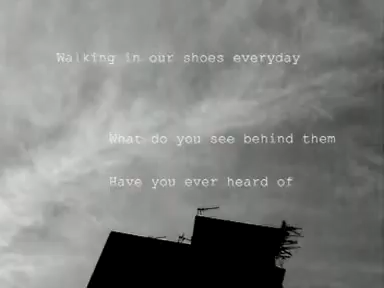 Walking in our shoes everyday
What do you see behind them
Have you ever heard of